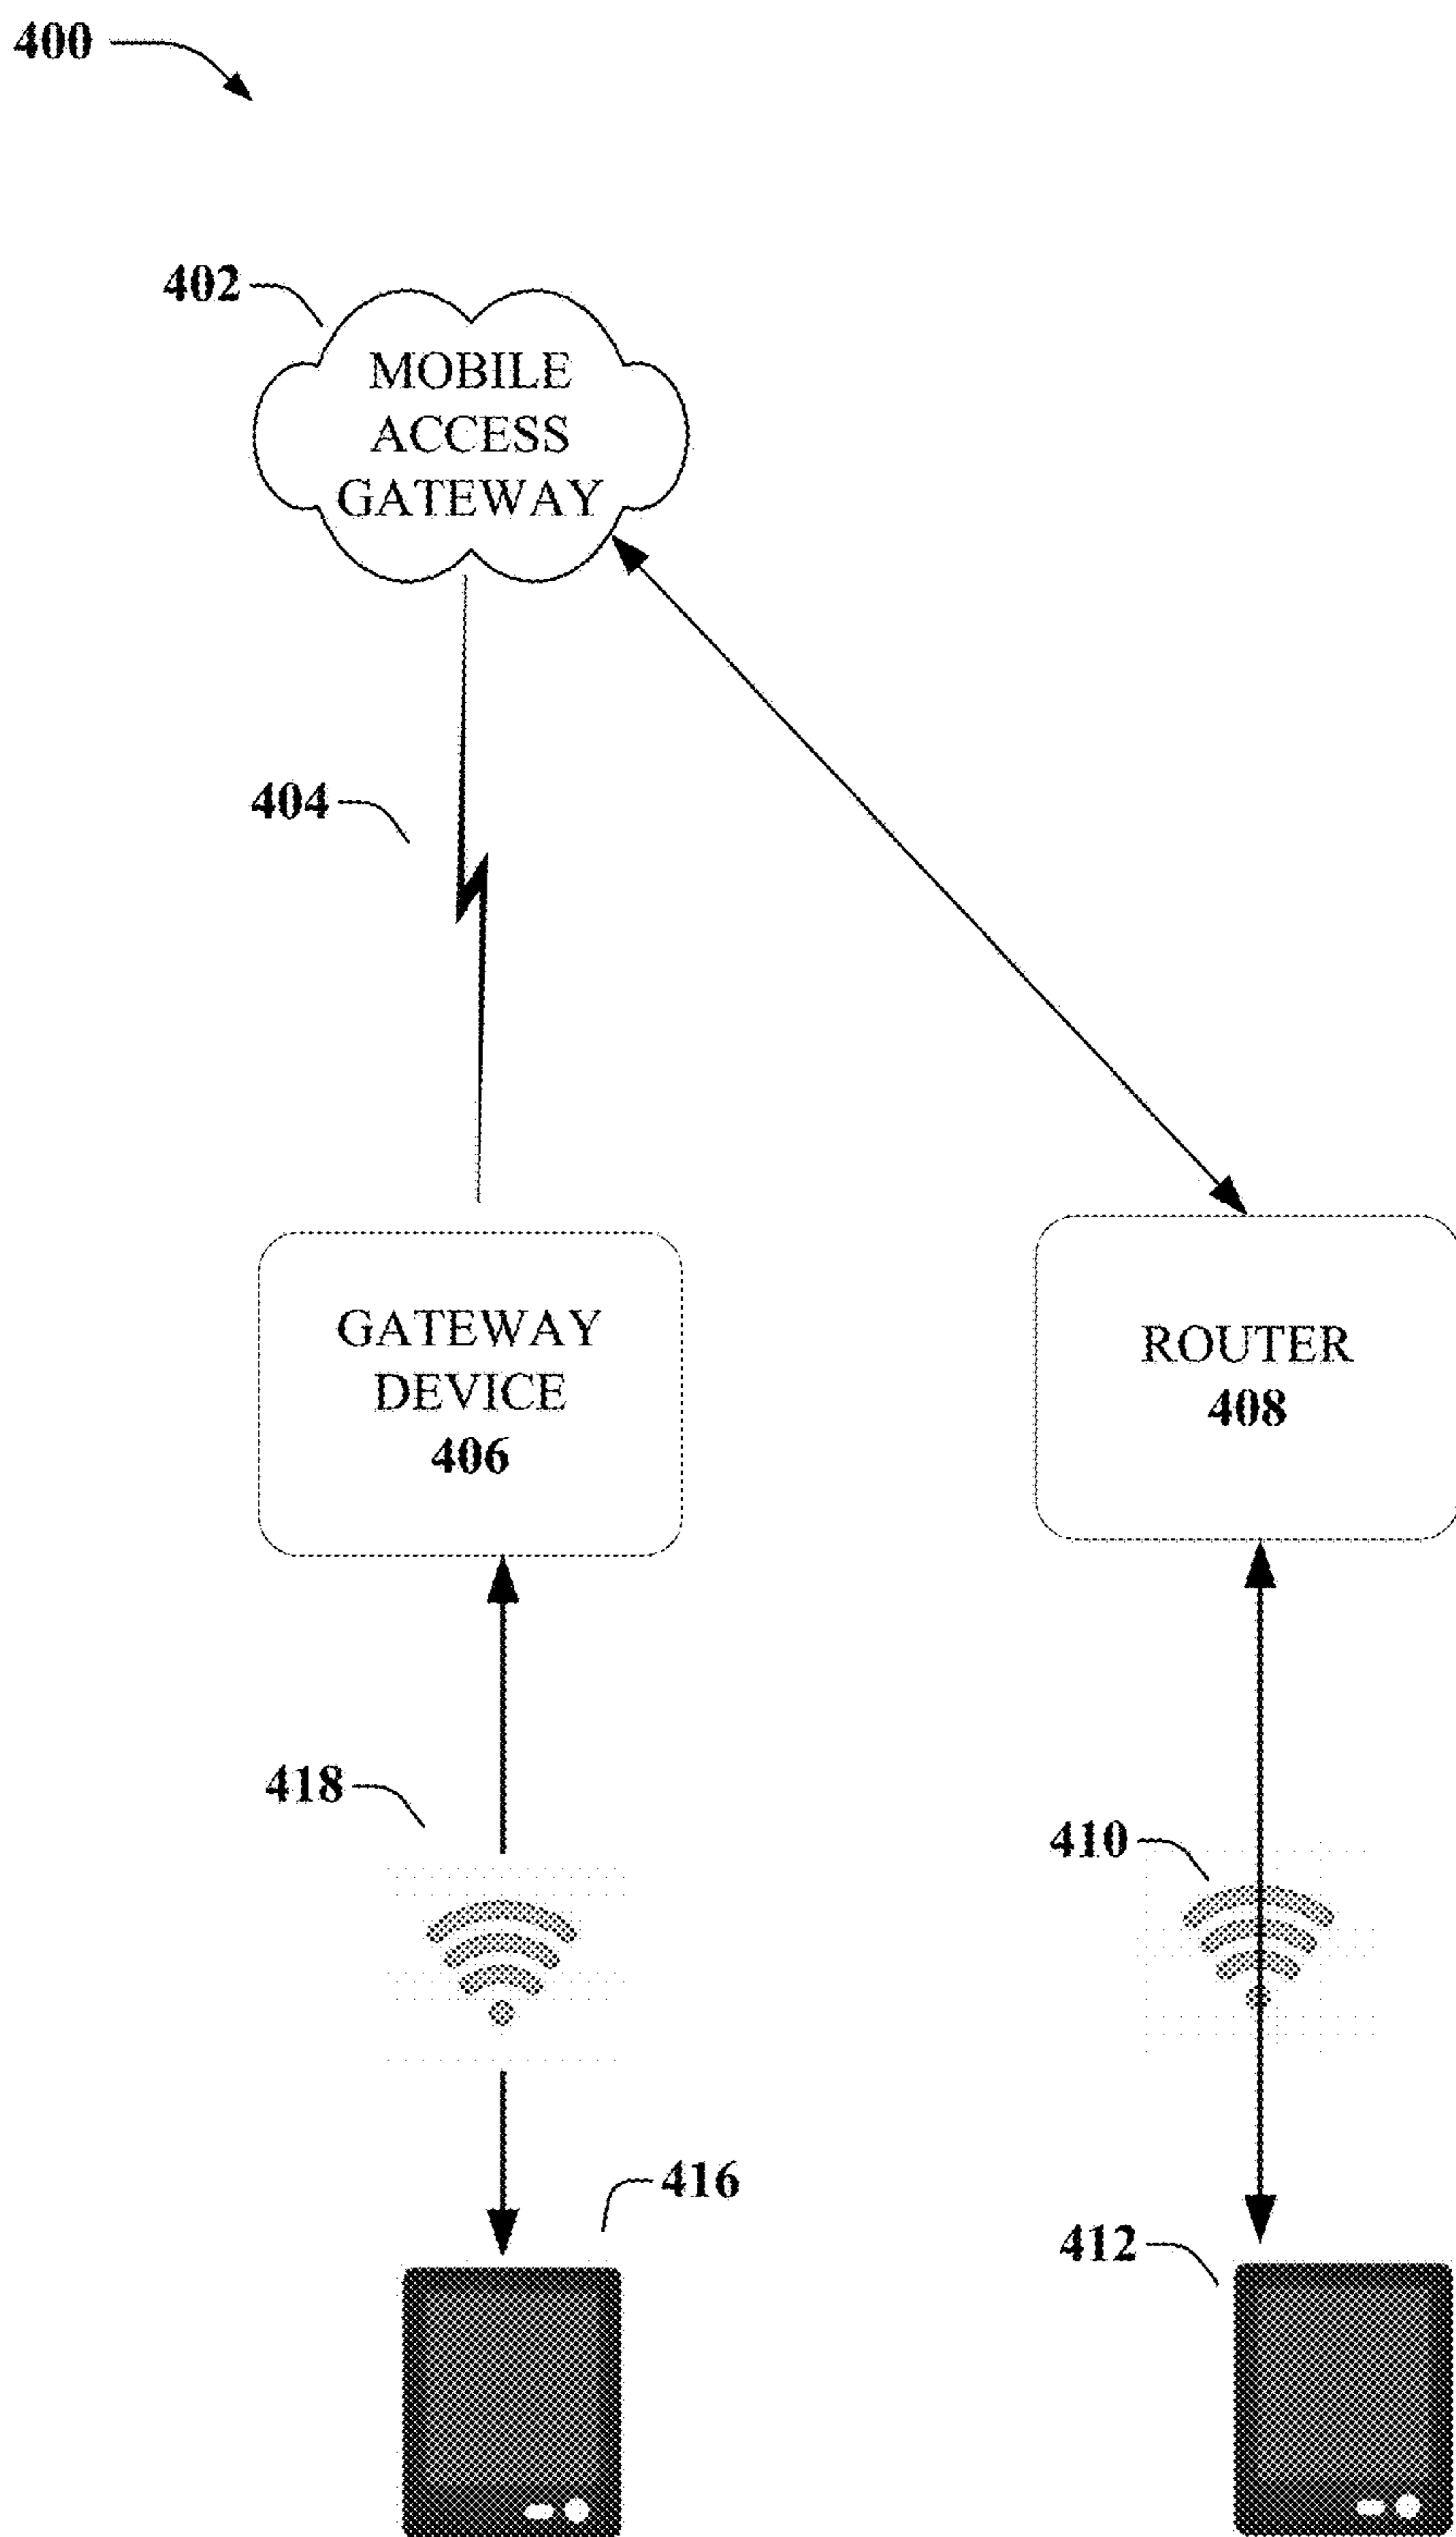 400
402
MOBILE
ACCESS
GATEWAY
404
GATEWAY
DEVICE
406
ROUTER
408
418
410
416
412